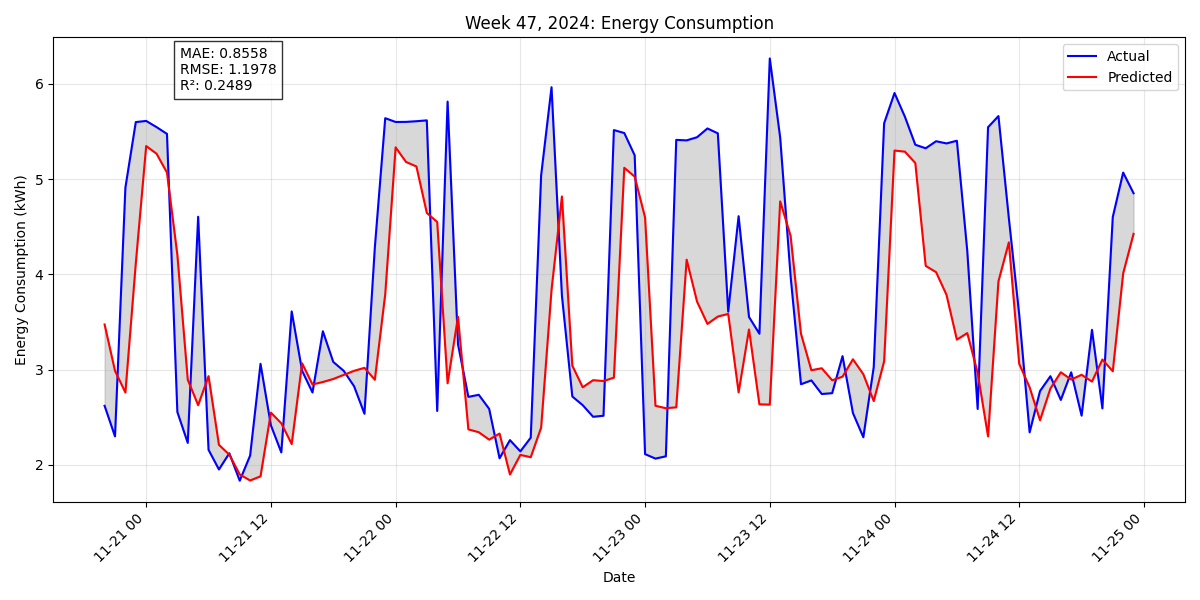 Week 47, 2024: Energy Consumption
MAE: 0.8558
RMSE: 1.1978
R²: 0.2489
Actual
Predicted
Energy Consumption (kWh)
6
5
4
3
2
11-21 00
11-21 12
11-22 00
11-22 12
11-23 00
11-23 12
11-24 00
11-24 12
11-25 00
Date